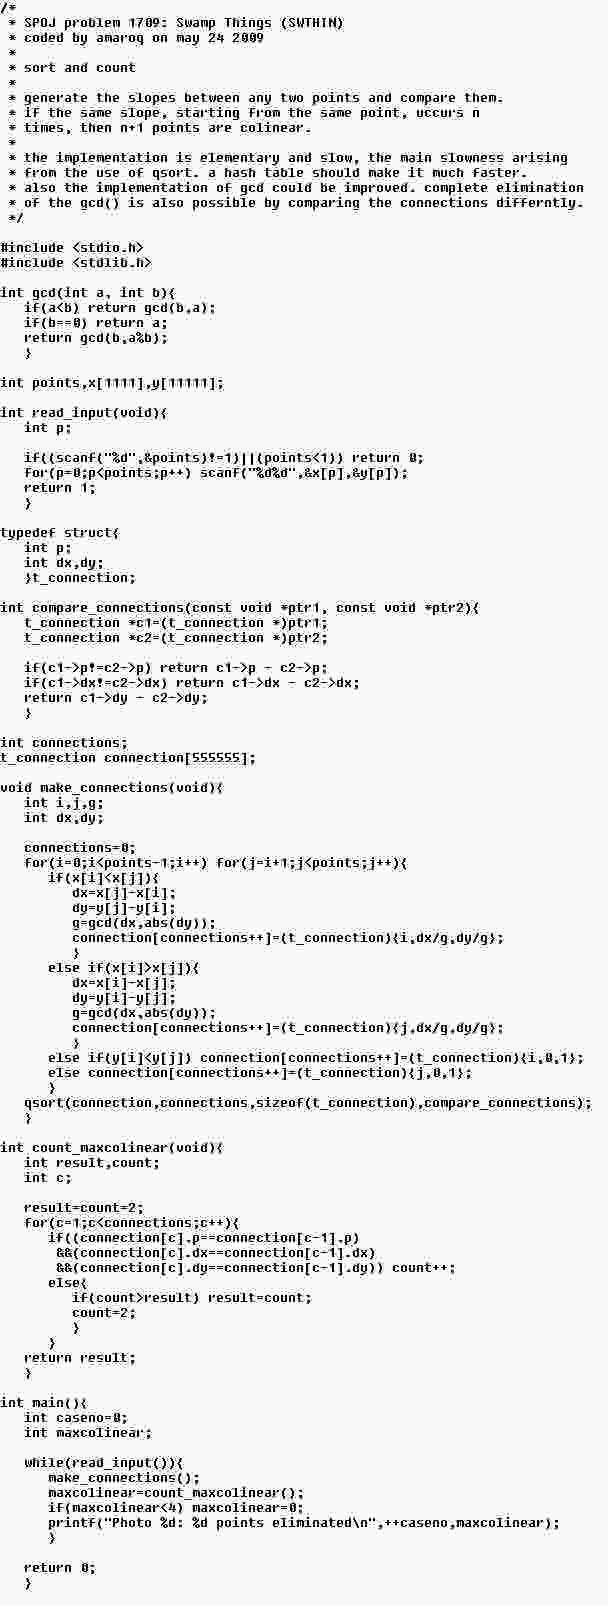 /*
 * SPOJ problem 1709: Swamp Things (SWTHIN)
 * coded by amaroq on may 24 2009
 *
 * sort and count
 *
 * generate the slopes between any two points and compare them.
 * if the same slope, starting from the same point, uccurs n
 * times, then n+1 points are colinear.
 *
 * the implementation is elementary and slow, the main slowness arising
 * from the use of qsort. a hash table should make it much faster.
 * also the implementation of gcd could be improved. complete elimination
 * of the gcd() is also possible by comparing the connections differntly.
 */

#include <stdio.h>
#include <stdlib.h>

int gcd(int a, int b){
   if(a<b) return gcd(b,a);
   if(b==0) return a;
   return gcd(b,a%b);
   }

int points,x[1111],y[11111];

int read_input(void){
   int p;

   if((scanf("%d",&points)!=1)||(points<1)) return 0;
   for(p=0;p<points;p++) scanf("%d%d",&x[p],&y[p]);
   return 1;
   }

typedef struct{
   int p;
   int dx,dy;
   }t_connection;

int compare_connections(const void *ptr1, const void *ptr2){
   t_connection *c1=(t_connection *)ptr1;
   t_connection *c2=(t_connection *)ptr2;

   if(c1->p!=c2->p) return c1->p - c2->p;
   if(c1->dx!=c2->dx) return c1->dx - c2->dx;
   return c1->dy - c2->dy;
   }

int connections;
t_connection connection[555555];

void make_connections(void){
   int i,j,g;
   int dx,dy;

   connections=0;
   for(i=0;i<points-1;i++) for(j=i+1;j<points;j++){
      if(x[i]<x[j]){
         dx=x[j]-x[i];
         dy=y[j]-y[i];
         g=gcd(dx,abs(dy));
         connection[connections++]=(t_connection){i,dx/g,dy/g};
         }
      else if(x[i]>x[j]){
         dx=x[i]-x[j];
         dy=y[i]-y[j];
         g=gcd(dx,abs(dy));
         connection[connections++]=(t_connection){j,dx/g,dy/g};
         }
      else if(y[i]<y[j]) connection[connections++]=(t_connection){i,0,1};
      else connection[connections++]=(t_connection){j,0,1};
      }
   qsort(connection,connections,sizeof(t_connection),compare_connections);
   }

int count_maxcolinear(void){
   int result,count;
   int c;

   result=count=2;
   for(c=1;c<connections;c++){
      if((connection[c].p==connection[c-1].p)
       &&(connection[c].dx==connection[c-1].dx)
       &&(connection[c].dy==connection[c-1].dy)) count++;
      else{
         if(count>result) result=count;
         count=2;
         }
      }
   return result;
   }

int main(){
   int caseno=0;
   int maxcolinear;

   while(read_input()){
      make_connections();
      maxcolinear=count_maxcolinear();
      if(maxcolinear<4) maxcolinear=0;
      printf("Photo %d: %d points eliminated\n",++caseno,maxcolinear);
      }

   return 0;
   }